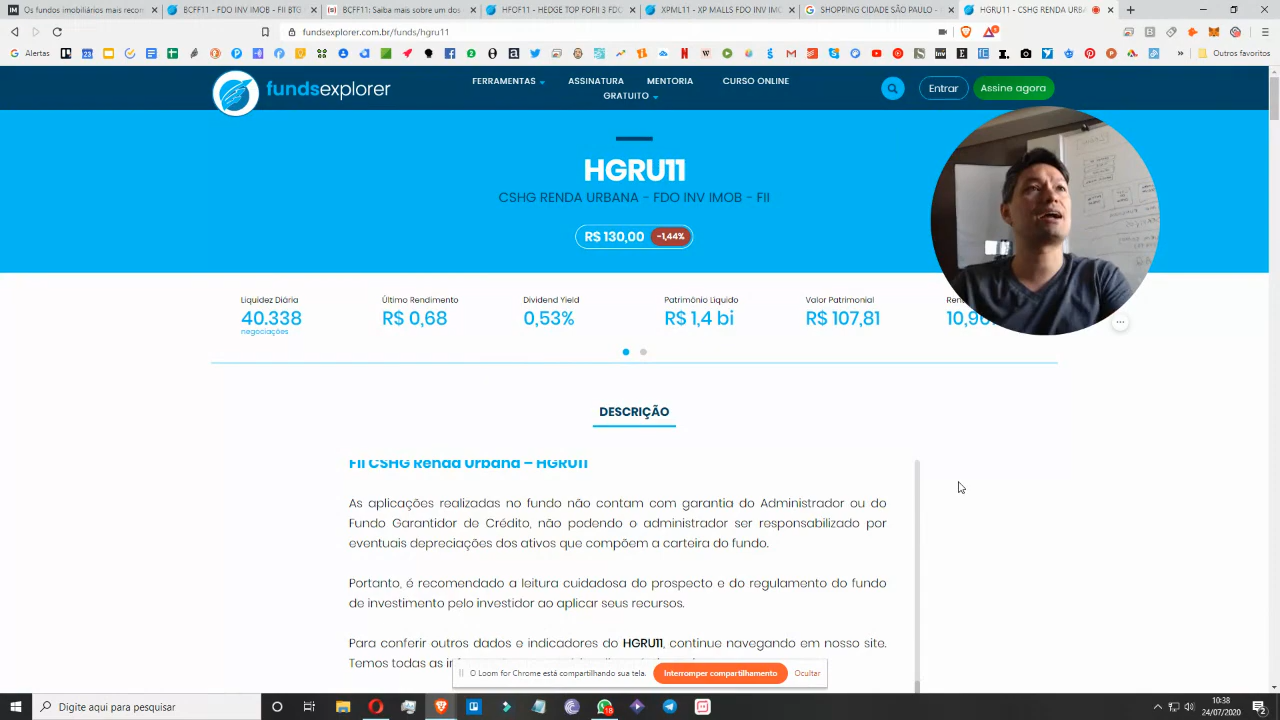 Os fundos imobiliários mais reco
BCFF11 - FDO INV IMOB - FII BTG
BCFF11: Saiba mais sobre um dos
HFOF11 - HEDGE TOP FOFII 3 FDO
XPML11 - XP MALLS FDO INV IMO
SHOPPING CIDADE SÃO PAULO -
HGRU11 - CSHG RENDA URBA
fundsexplorer.com.br/funds/hgru11
Alertas
Outros favoritos
fundsexplorer
FERRAMENTAS
ASSINATURA
MENTORIA
CURSO ONLINE
GRATUITO
Entrar
Assine agora
HGRU11
CSHG RENDA URBANA - FDO INV IMOB - FII
R$ 130,00 -1,44%
Liquidez Diária
Último Rendimento
Dividend Yield
Patrimônio Líquido
Valor Patrimonial
40.338
R$ 0,68
0,53%
R$ 1,4 bi
R$ 107,81
negociações
DESCRIÇÃO
FII CSHG Renda Urbana – HGRU11
As aplicações realizadas no fundo não contam com garantia do Administrador ou do
Fundo Garantidor de Crédito, não podendo o administrador ser responsabilizado por
eventuais depreciações dos ativos que compõem a carteira do fundo.
Portanto, é recomendado a leitura cuidadosa do prospecto e do regulamento do fundo
de investimento pelo investidor ao aplicar seus recursos.
Para conferir outros dados e indicadores do HGRU11, continue navegando em nosso site.
Temos todas as
O Loom for Chrome está compartilhando sua tela.
Interromper compartilhamento
Ocultar
Digite aqui para pesquisar
18
10:38
24/07/2020
2